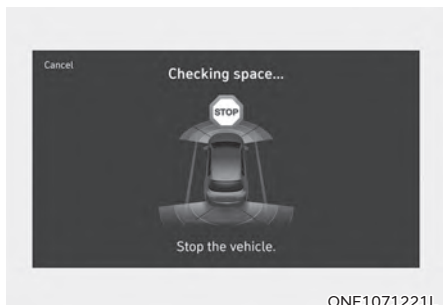 Cancel
Checking space...
STOP
Stop the vehicle.
ONE1071221L